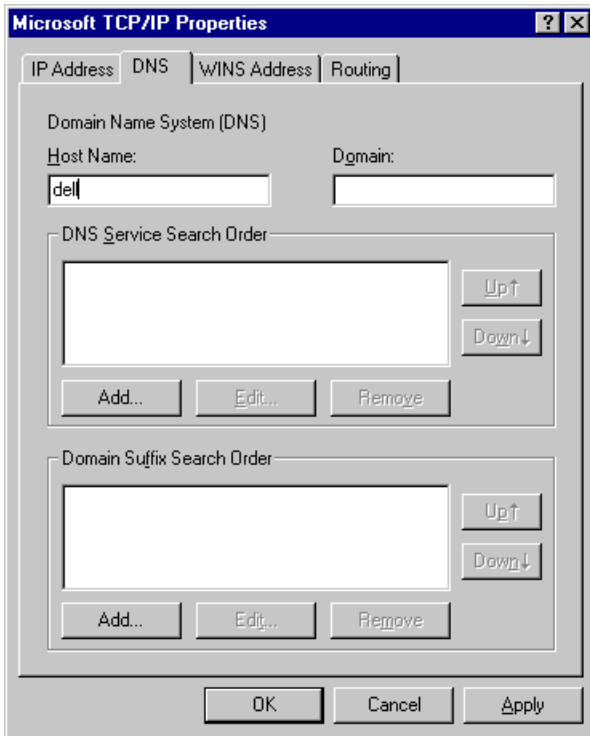 Microsoft TCP/IP Properties
IP Address DNS WINS Address Routing
Domain Name System (DNS)
Host Name: Domain:
dell
DNS Service Search Order
Up↑
Down↓
Add... Edit... Remove
Domain Suffix Search Order
Up↑
Down↓
Add... Edit... Remove
OK Cancel Apply